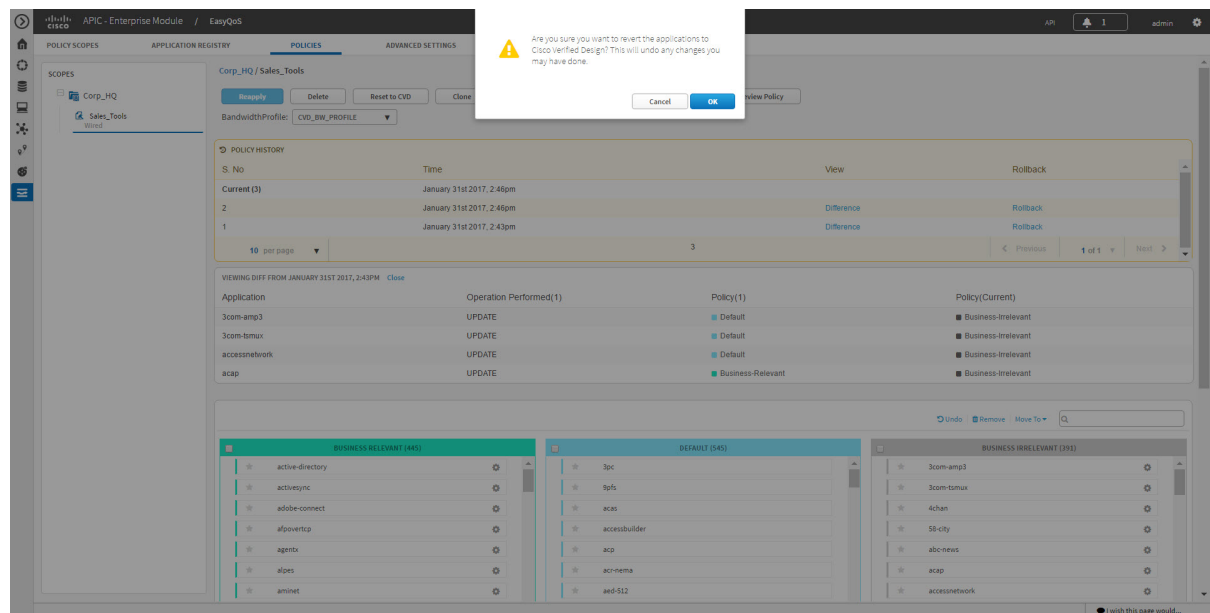 CISCO APIC - Enterprise Module / EasyQoS
API 1 admin
POLICY SCOPES APPLICATION REGISTRY POLICIES ADVANCED SETTINGS
Are you sure you want to revert the applications to
Cisco Verified Design? This will undo any changes you
may have done.
Cancel OK
SCOPES
Corp_HQ
Sales_Tools
Wired
Corp_HQ / Sales_Tools
Reapply Delete Reset to CVD Clone eview Policy
BandwidthProfile: CVD_BW_PROFILE
POLICY HISTORY
S. No Time View Rollback
Current (3) January 31st 2017, 2:46pm
2 January 31st 2017, 2:46pm Difference Rollback
1 January 31st 2017, 2:43pm Difference Rollback
10 per page 3 Previous 1 of 1 Next
VIEWING DIFF FROM JANUARY 31ST 2017, 2:43PM Close
Application Operation Performed(1) Policy(1) Policy(Current)
3com-amp3 UPDATE Default Business-Irrelevant
3com-tsmux UPDATE Default Business-Irrelevant
accessnetwork UPDATE Default Business-Irrelevant
acap UPDATE Business-Relevant Business-Irrelevant
Undo Remove Move To
BUSINESS RELEVANT (445) DEFAULT (545) BUSINESS IRRELEVANT (391)
active-directory 3pc 3com-amp3
activesync 9pfs 3com-tsmux
adobe-connect acas 4chan
afpovertcp accessbuilder 58-city
agentx acp abc-news
alpes acr-nema acap
aminet aed-512 accessnetwork
I wish this page would...